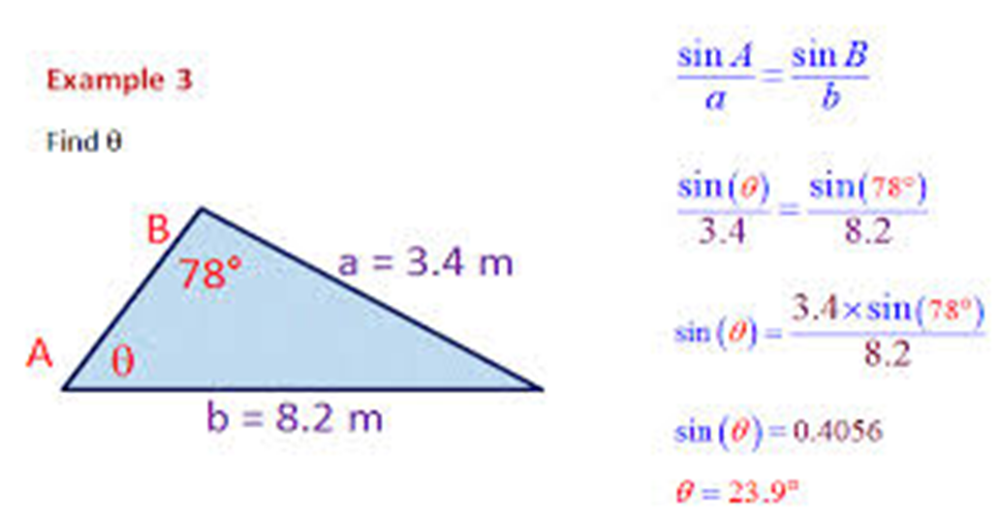 Example 3
Find θ
B
78°
a = 3.4 m
A
θ
b = 8.2 m
sin A / a = sin B / b
sin(θ) / 3.4 = sin(78°) / 8.2
sin(θ) = 3.4×sin(78°) / 8.2
sin(θ) = 0.4056
θ = 23.9°